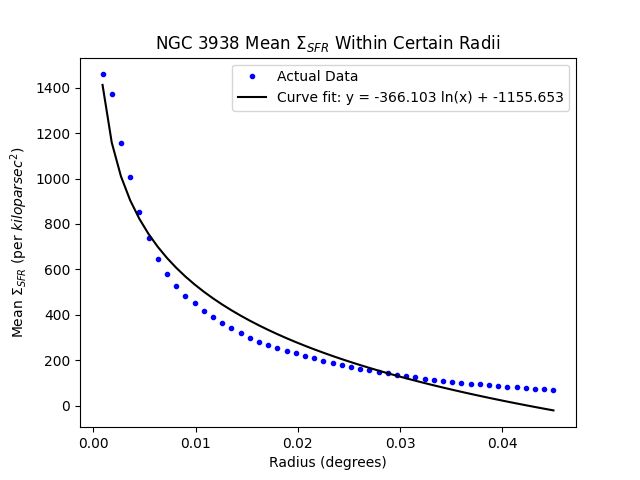 NGC 3938 Mean Σ_SFR Within Certain Radii
Actual Data
Curve fit: y = -366.103 ln(x) + -1155.653
1400
1200
1000
800
600
400
200
0
Mean Σ_SFR (per kiloparsec²)
0.00 0.01 0.02 0.03 0.04
Radius (degrees)